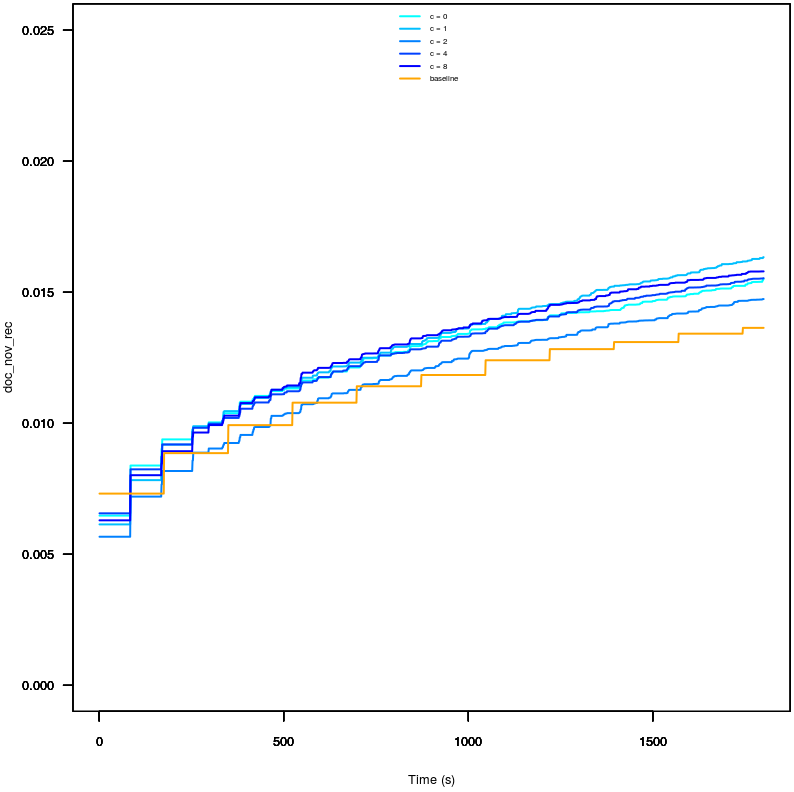 c = 0
c = 1
c = 2
c = 4
c = 8
baseline
0.025
0.020
0.015
0.010
0.005
0.000
doc_nov_rec
0
500
1000
1500
Time (s)